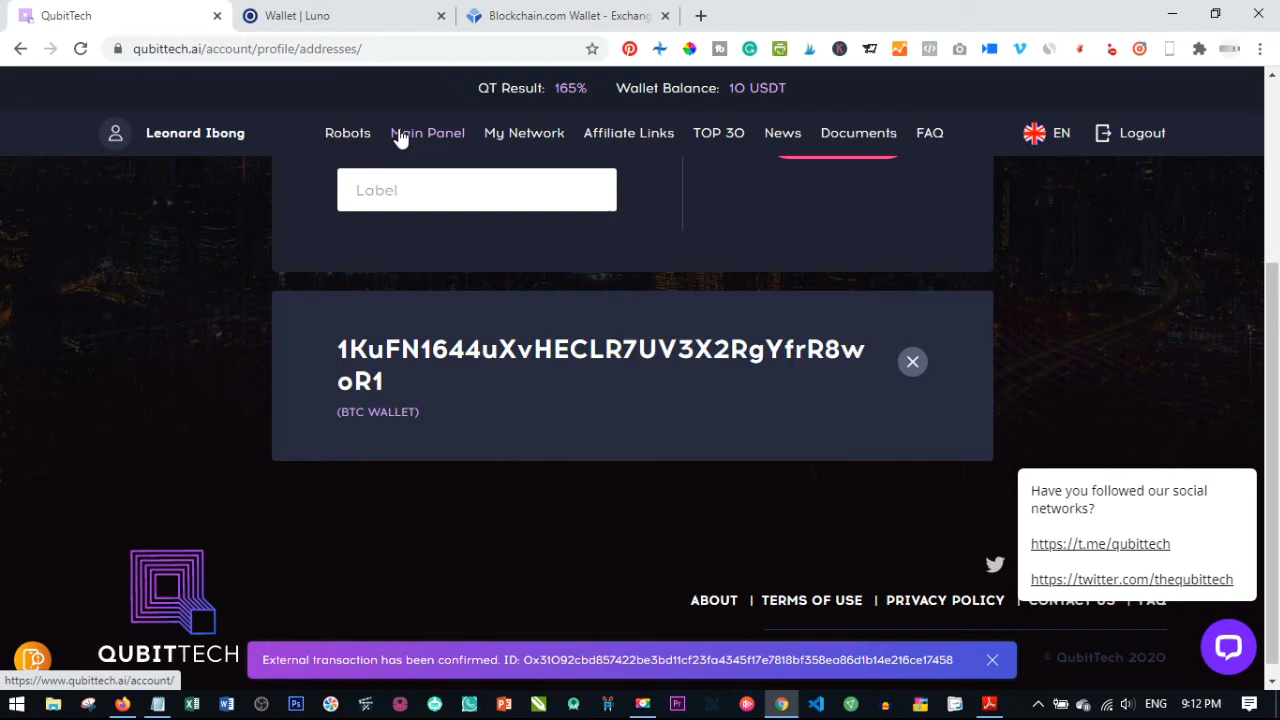 QubitTech
Wallet | Luno
Blockchain.com Wallet - Exchang
qubittech.ai/account/profile/addresses/
QT Result: 165% Wallet Balance: 10 USDT
Leonard Ibong
Robots Main Panel My Network Affiliate Links TOP 30 News Documents FAQ
EN Logout
Label
1KuFN1644uXvHECLR7UV3X2RgYfrR8w
oR1
(BTC WALLET)
Have you followed our social
networks?
https://t.me/qubittech
https://twitter.com/thequbittech
ABOUT | TERMS OF USE | PRIVACY POLICY | CONTACT US | FAQ
QUBITTECH
External transaction has been confirmed. ID: 0x31092cbd857422be3bd11cf23fa4345f17e7818bf358ea86d1b14e216ce17458
© QubitTech 2020
https://www.qubittech.ai/account/
ENG 9:12 PM